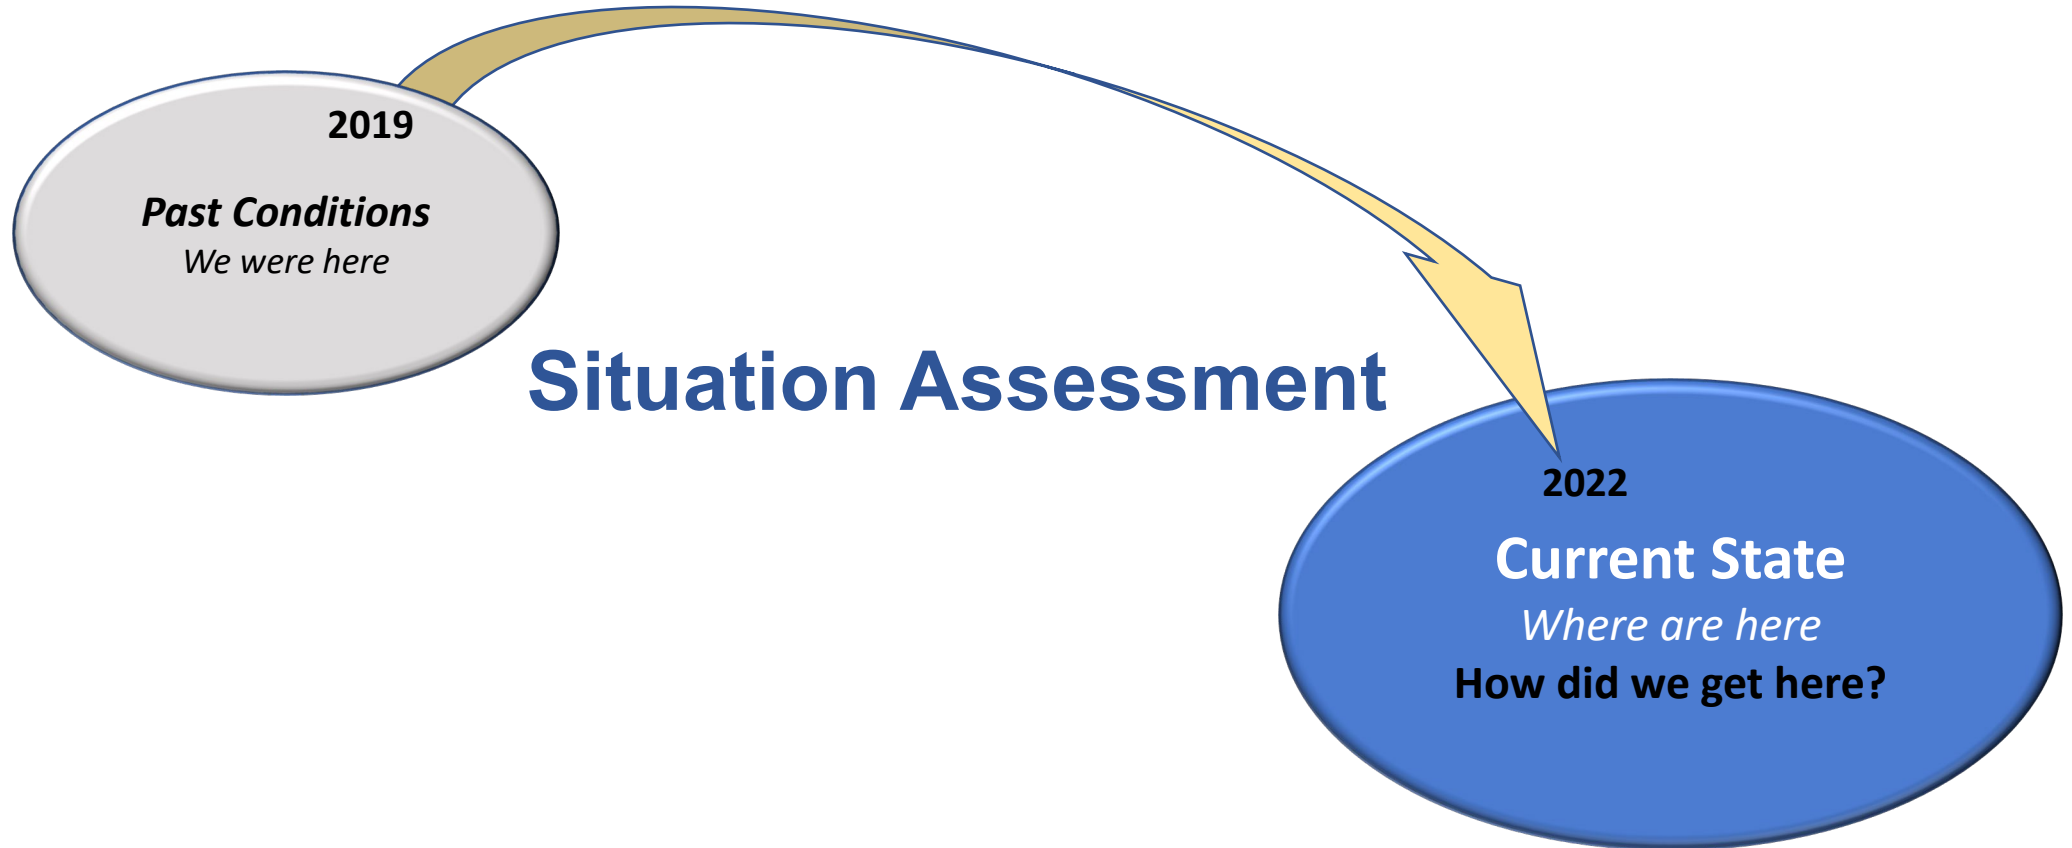 2019
Past Conditions
We were here
Situation Assessment
2022
Current State
Where are here
How did we get here?